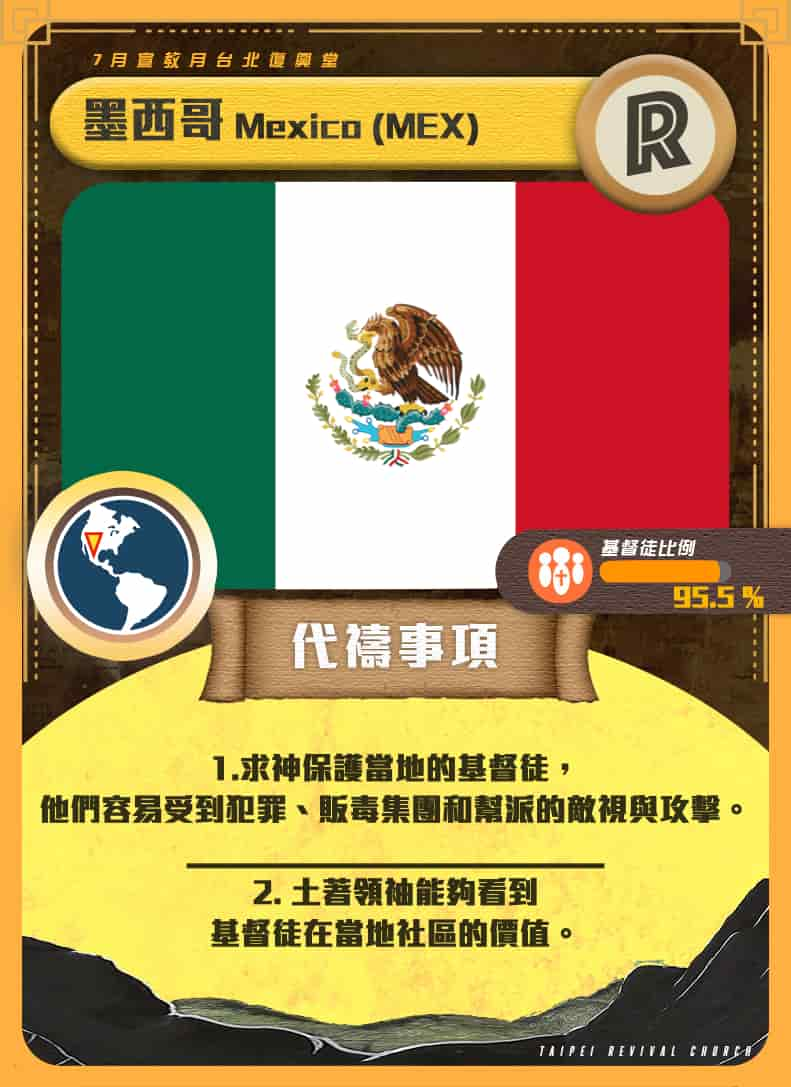 7月宣教月台北復興堂
墨西哥 Mexico (MEX)
R
基督徒比例
95.5 %
代禱事項
1.求神保護當地的基督徒，
他們容易受到犯罪、販毒集團和幫派的敵視與攻擊。
2. 土著領袖能夠看到
基督徒在當地社區的價值。
TAIPEI REVIVAL CHURCH